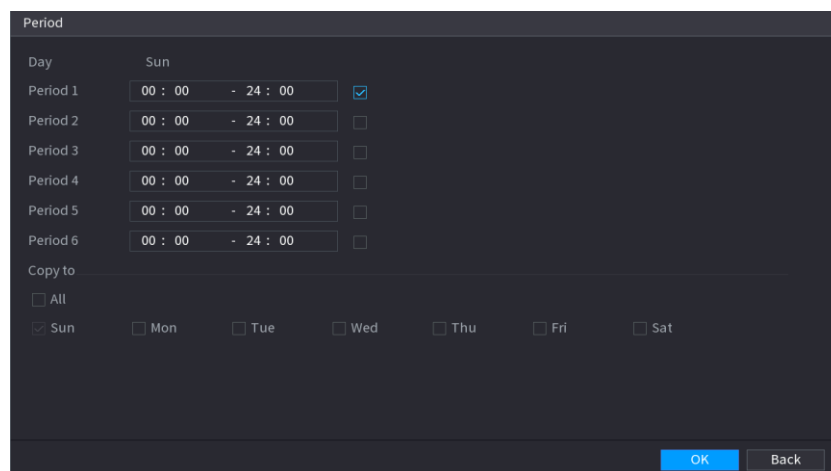 Period
Day Sun
Period 1 00 : 00 - 24 : 00
Period 2 00 : 00 - 24 : 00
Period 3 00 : 00 - 24 : 00
Period 4 00 : 00 - 24 : 00
Period 5 00 : 00 - 24 : 00
Period 6 00 : 00 - 24 : 00
Copy to
All
Sun Mon Tue Wed Thu Fri Sat
OK Back